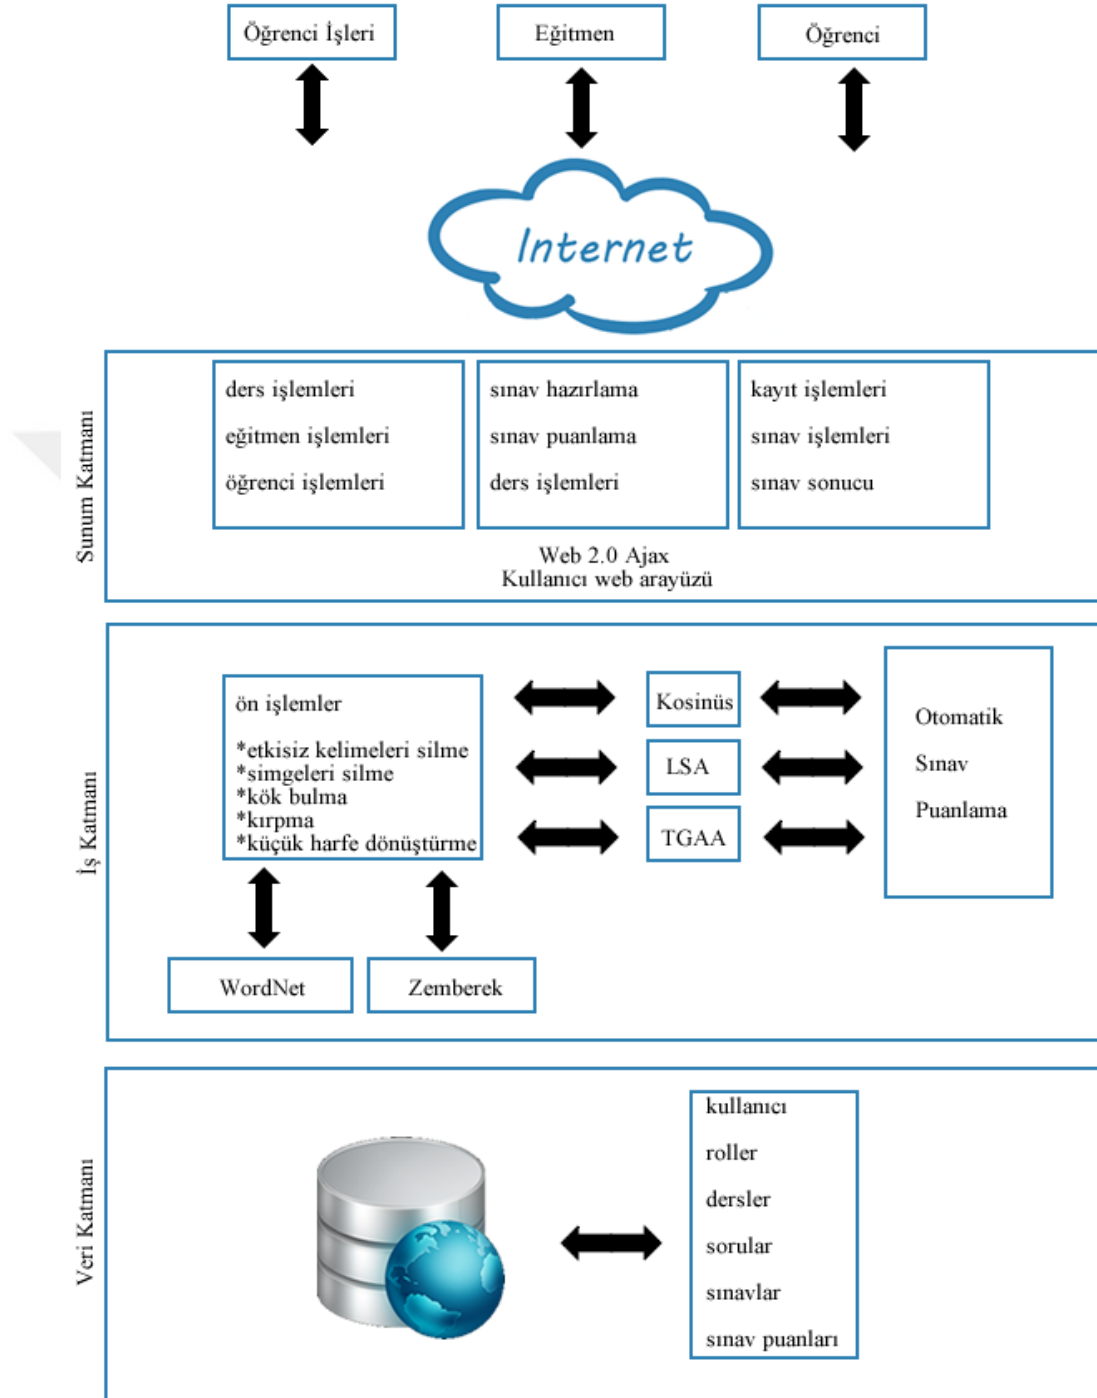 Öğrenci İşleri
Eğitmen
Öğrenci
Internet
Sunum Katmanı
ders işlemleri
eğitmen işlemleri
öğrenci işlemleri
sınav hazırlama
sınav puanlama
ders işlemleri
kayıt işlemleri
sınav işlemleri
sınav sonucu
Web 2.0 Ajax
Kullanıcı web arayüzü
İş Katmanı
ön işlemler
*etkisiz kelimeleri silme
*simgeleri silme
*kök bulma
*kırpma
*küçük harfe dönüştürme
Kosinüs
LSA
TGAA
Otomatik
Sınav
Puanlama
WordNet
Zemberek
Veri Katmanı
kullanıcı
roller
dersler
sorular
sınavlar
sınav puanları